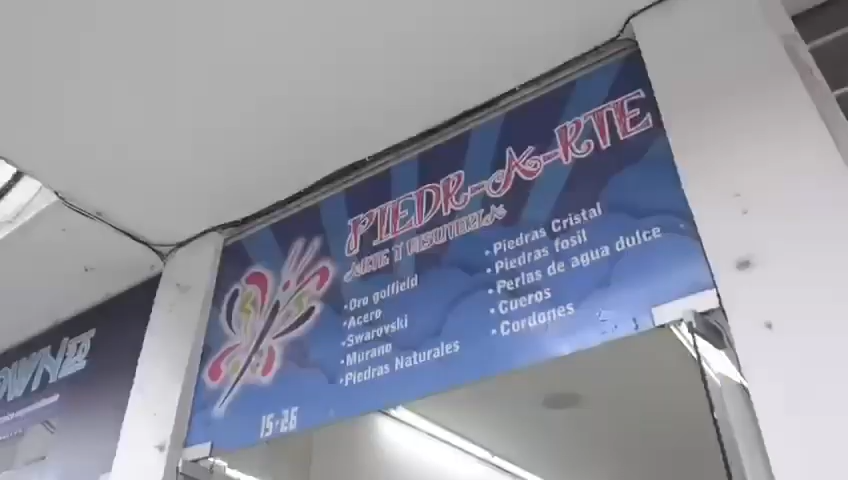 PIEDR-A-RTE
ARTE Y BISUTERIA
•Oro golfield
•Acero
•Swarovski
•Murano
•Piedras Naturales
•Piedras Cristal
•Piedras fosil
•Perlas de agua dulce
•Cueros
•Cordones
15-26